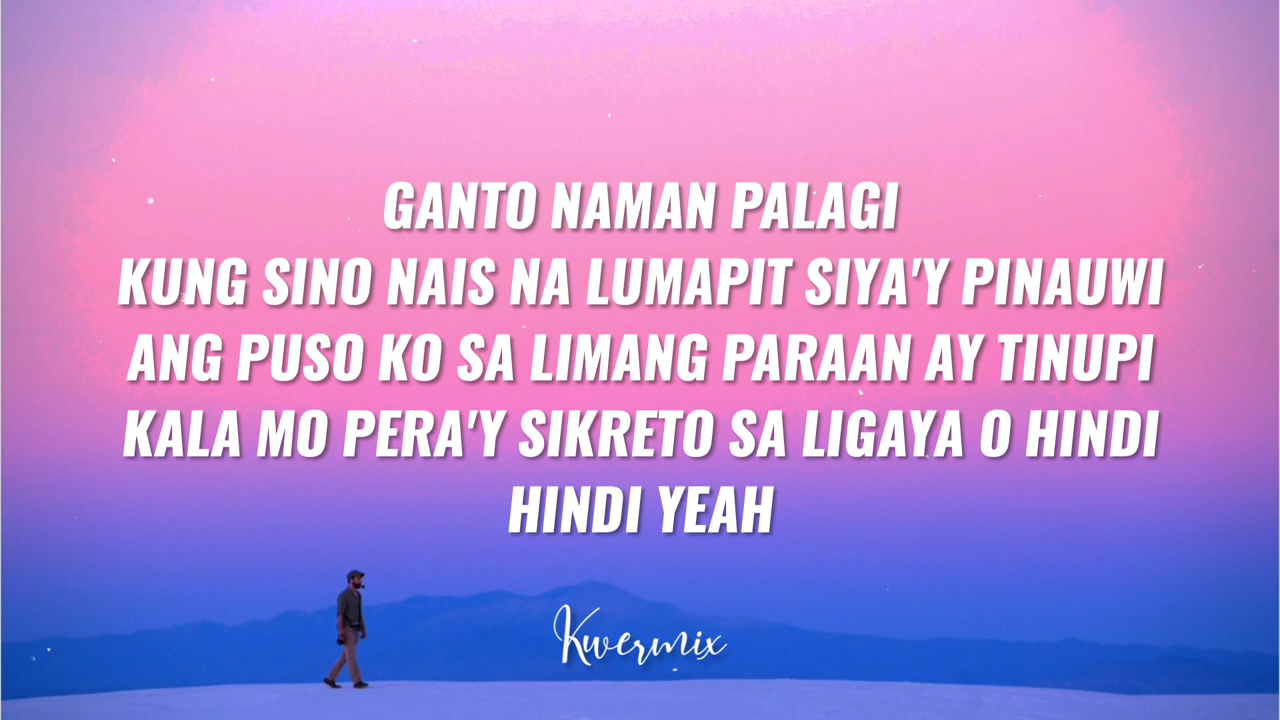 GANTO NAMAN PALAGI
KUNG SINO NAIS NA LUMAPIT SIYA'Y PINAUWI
ANG PUSO KO SA LIMANG PARAAN AY TINUPI
KALA MO PERA'Y SIKRETO SA LIGAYA O HINDI
HINDI YEAH
Kwermix